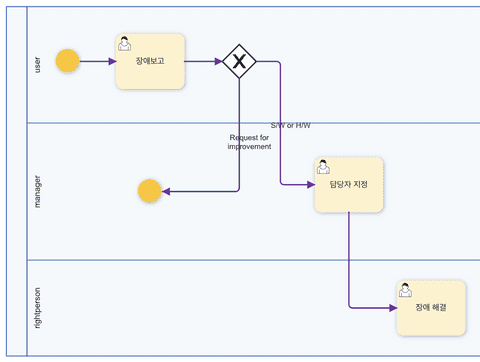 user
장애보고
S/W or H/W
Request for
improvement
manager
담당자 지정
rightperson
장애 해결